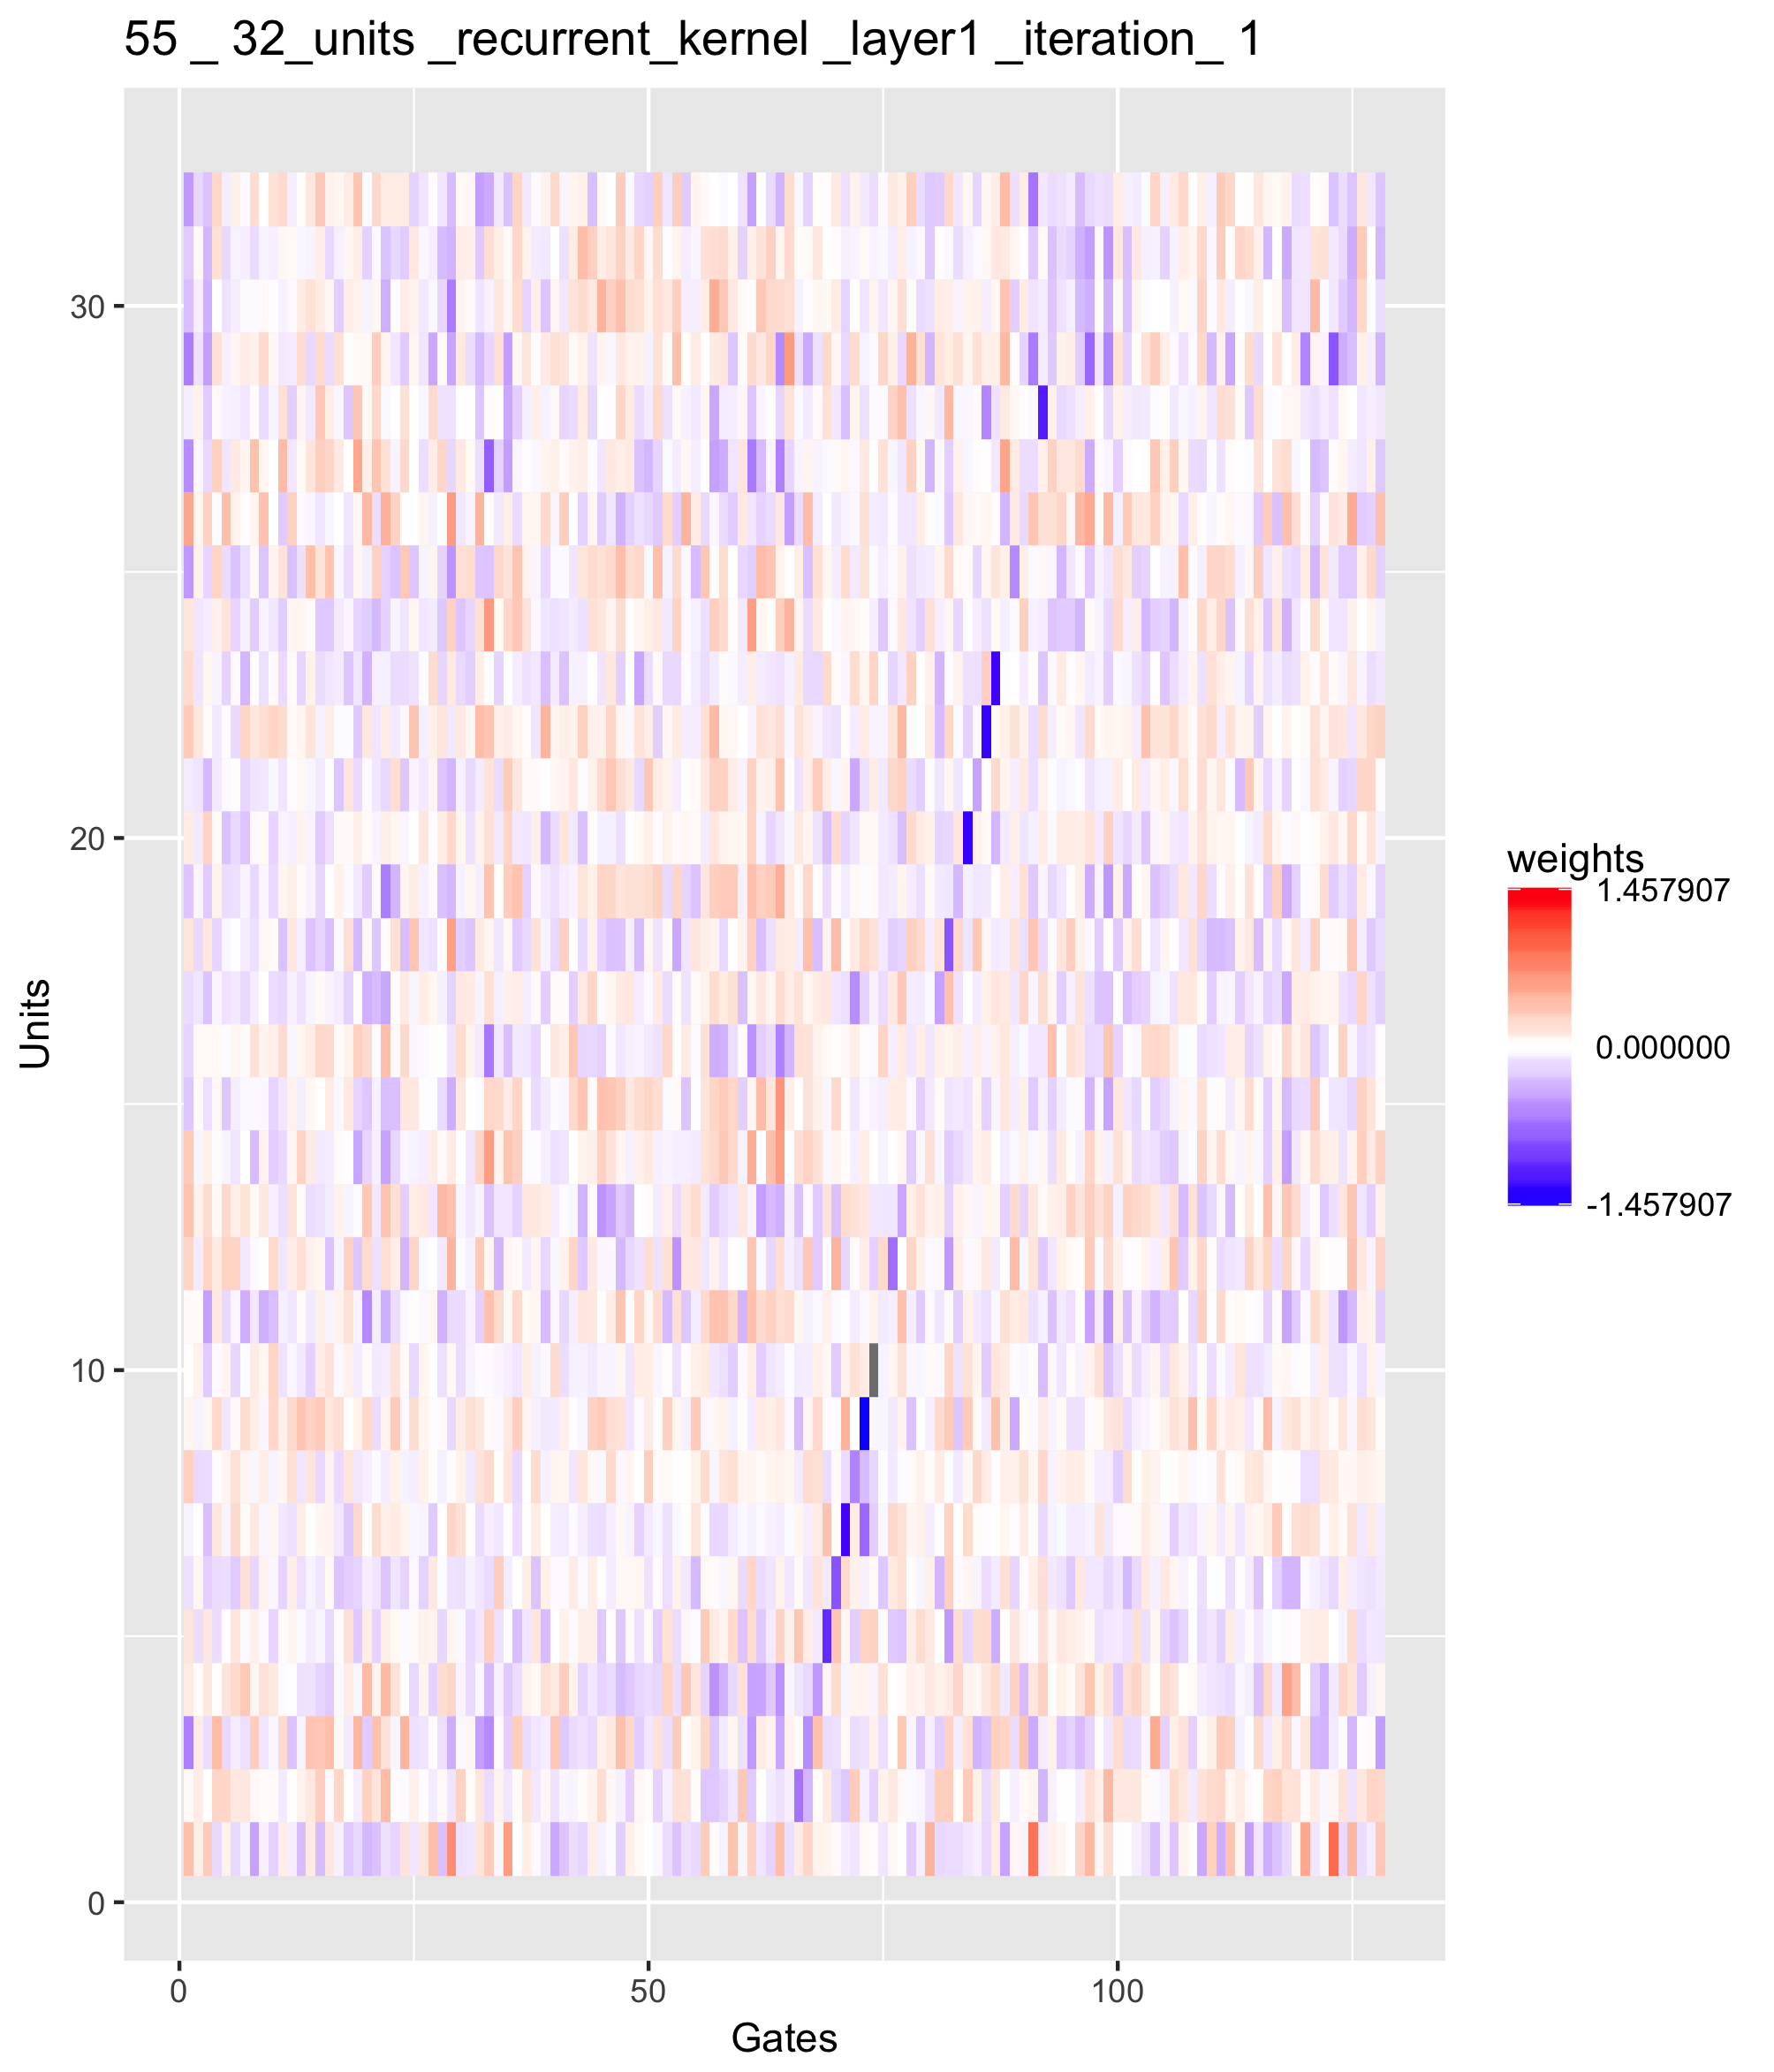 55 _ 32_units _recurrent_kernel _layer1 _iteration_ 1
30
20
10
0
Units
0 50 100
Gates
weights
1.457907
0.000000
-1.457907